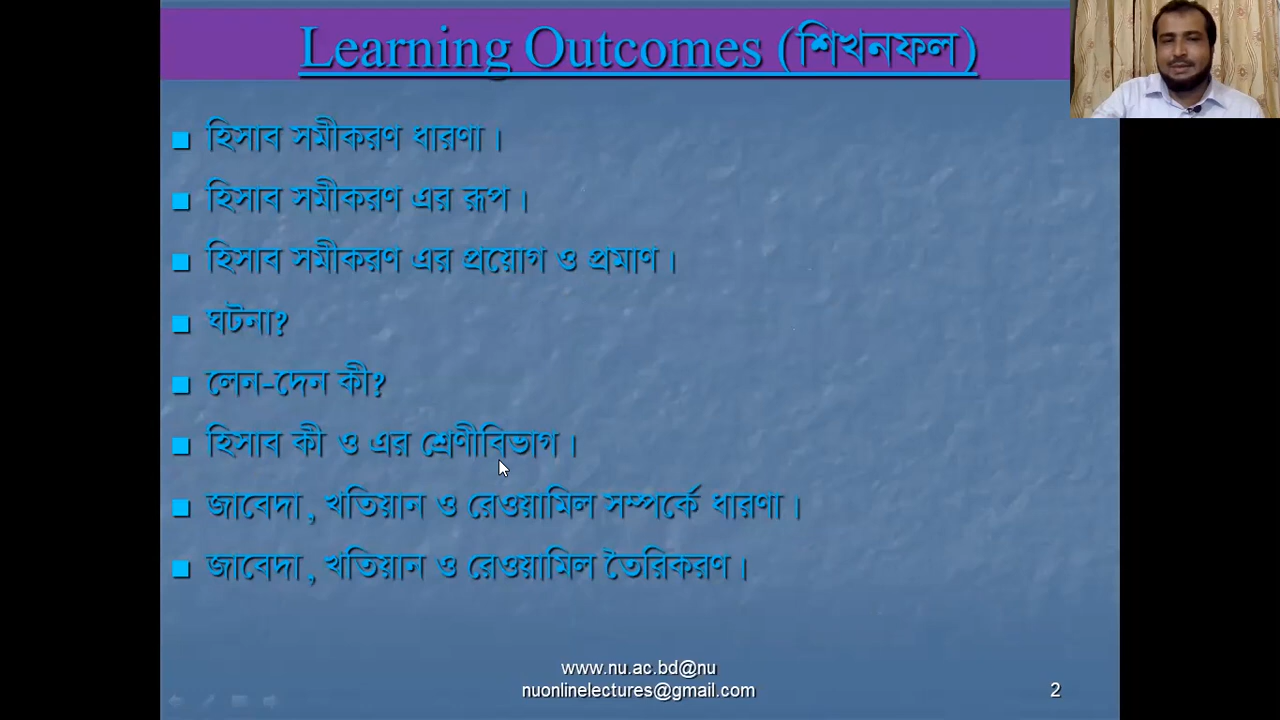 Learning Outcomes (শিখনফল)
হিসাব সমীকরণ ধারণা।
হিসাব সমীকরণ এর রূপ।
হিসাব সমীকরণ এর প্রয়োগ ও প্রমাণ।
ঘটনা?
লেন-দেন কী?
হিসাব কী ও এর শ্রেণীবিভাগ।
জাবেদা, খতিয়ান ও রেওয়ামিল সম্পর্কে ধারণা।
জাবেদা, খতিয়ান ও রেওয়ামিল তৈরিকরণ।
www.nu.ac.bd@nu
nuonlinelectures@gmail.com
2